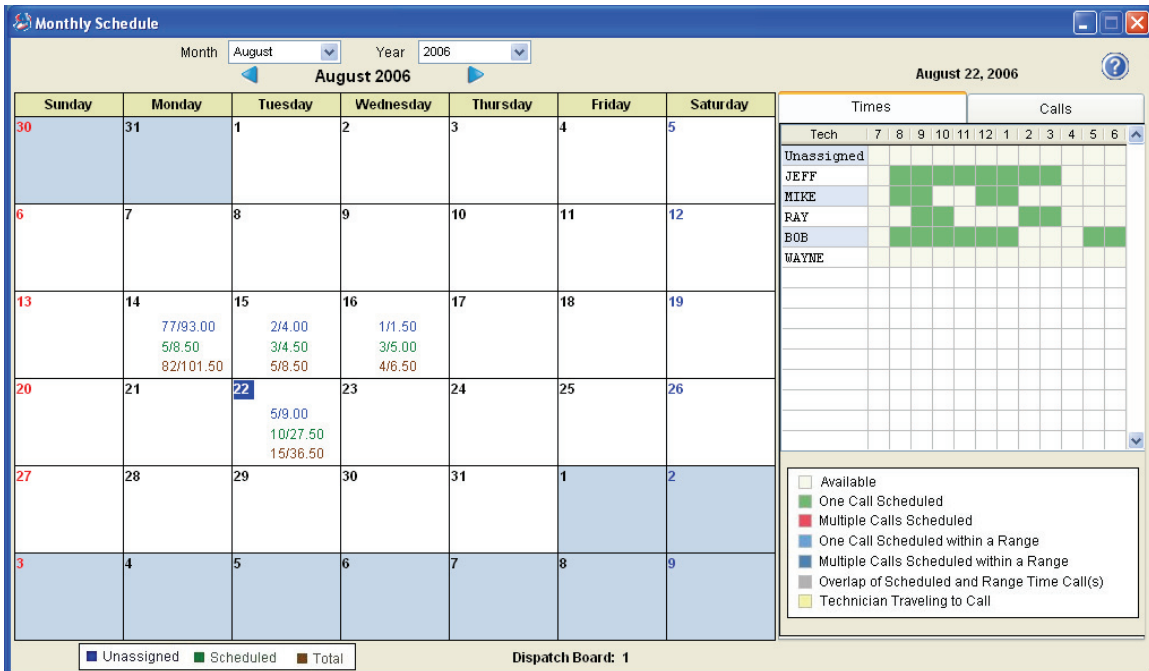 Monthly Schedule
Month August Year 2006
August 2006
August 22, 2006
Sunday Monday Tuesday Wednesday Thursday Friday Saturday
30 31 1 2 3 4 5
6 7 8 9 10 11 12
13 14 15 16 17 18 19
77/93.00 2/4.00 1/1.50
5/8.50 3/4.50 3/5.00
82/101.50 5/8.50 4/6.50
20 21 22 23 24 25 26
5/9.00
10/27.50
15/36.50
27 28 29 30 31 1 2
3 4 5 6 7 8 9
Unassigned Scheduled Total
Dispatch Board: 1
?
Times Calls
Tech 7 8 9 10 11 12 1 2 3 4 5 6
Unassigned
JEFF
MIKE
RAY
BOB
WAYNE
Available
One Call Scheduled
Multiple Calls Scheduled
One Call Scheduled within a Range
Multiple Calls Scheduled within a Range
Overlap of Scheduled and Range Time Call(s)
Technician Traveling to Call